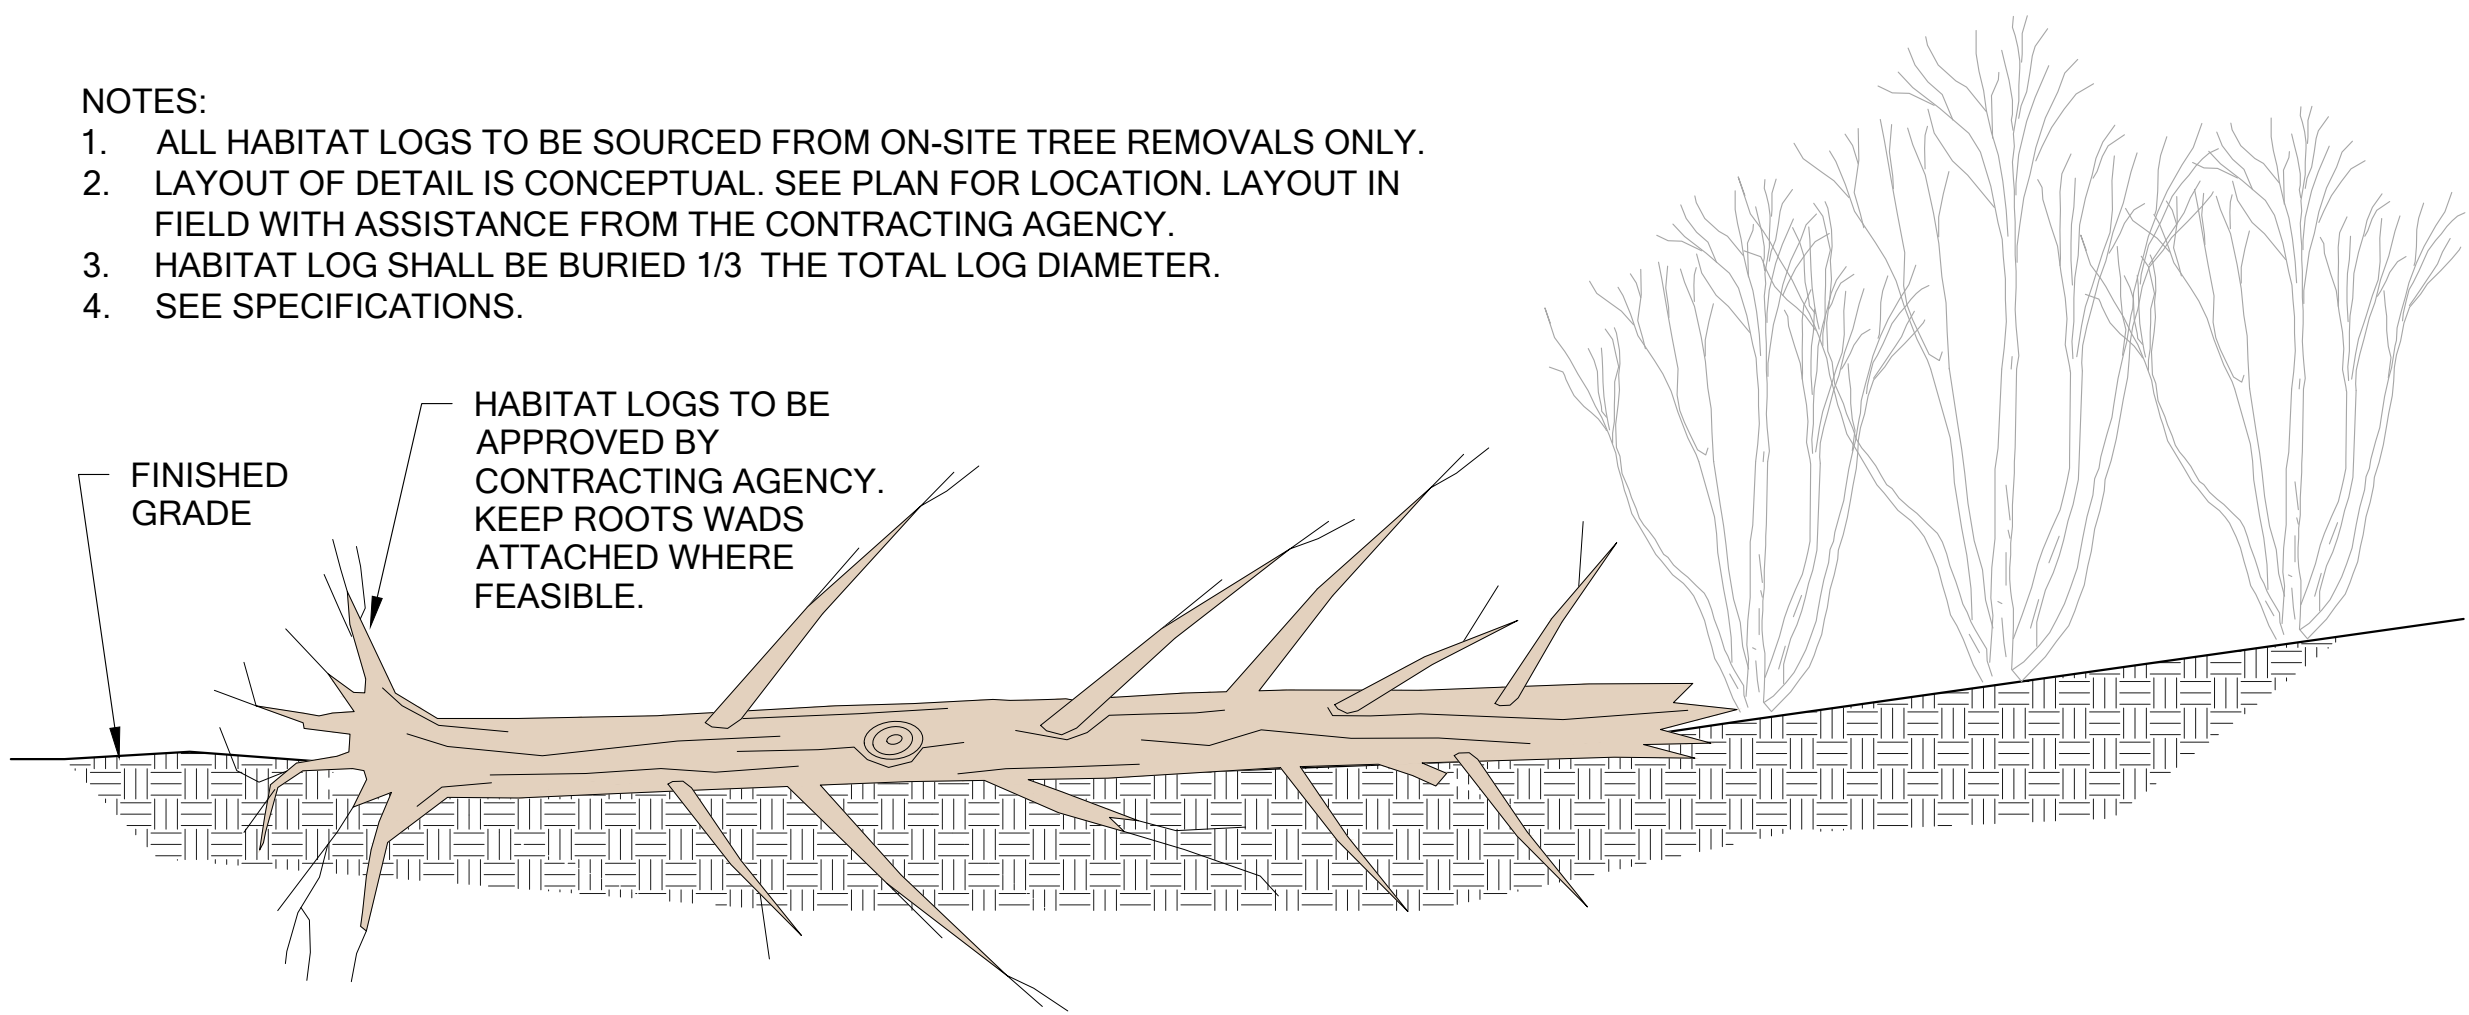 NOTES:
1. ALL HABITAT LOGS TO BE SOURCED FROM ON-SITE TREE REMOVALS ONLY.
2. LAYOUT OF DETAIL IS CONCEPTUAL. SEE PLAN FOR LOCATION. LAYOUT IN
FIELD WITH ASSISTANCE FROM THE CONTRACTING AGENCY.
3. HABITAT LOG SHALL BE BURIED 1/3 THE TOTAL LOG DIAMETER.
4. SEE SPECIFICATIONS.
HABITAT LOGS TO BE
APPROVED BY
CONTRACTING AGENCY.
KEEP ROOTS WADS
ATTACHED WHERE
FEASIBLE.
FINISHED
GRADE